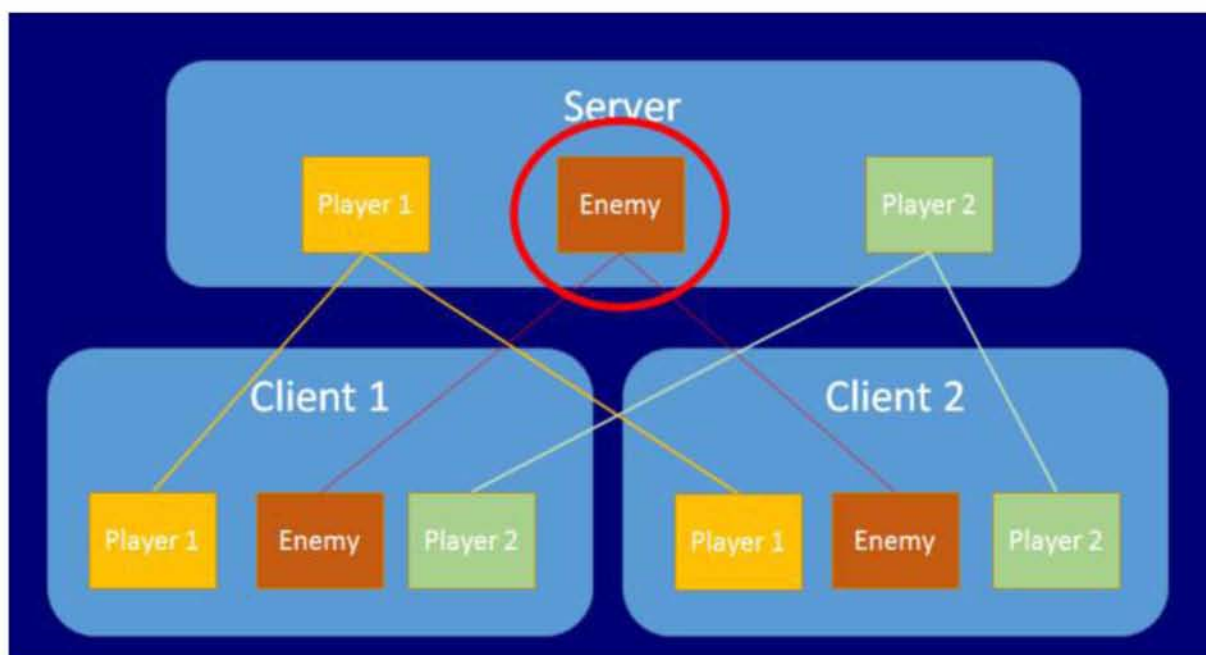 Server
Player 1
Enemy
Player 2
Client 1
Client 2
Player 1
Enemy
Player 2
Player 1
Enemy
Player 2